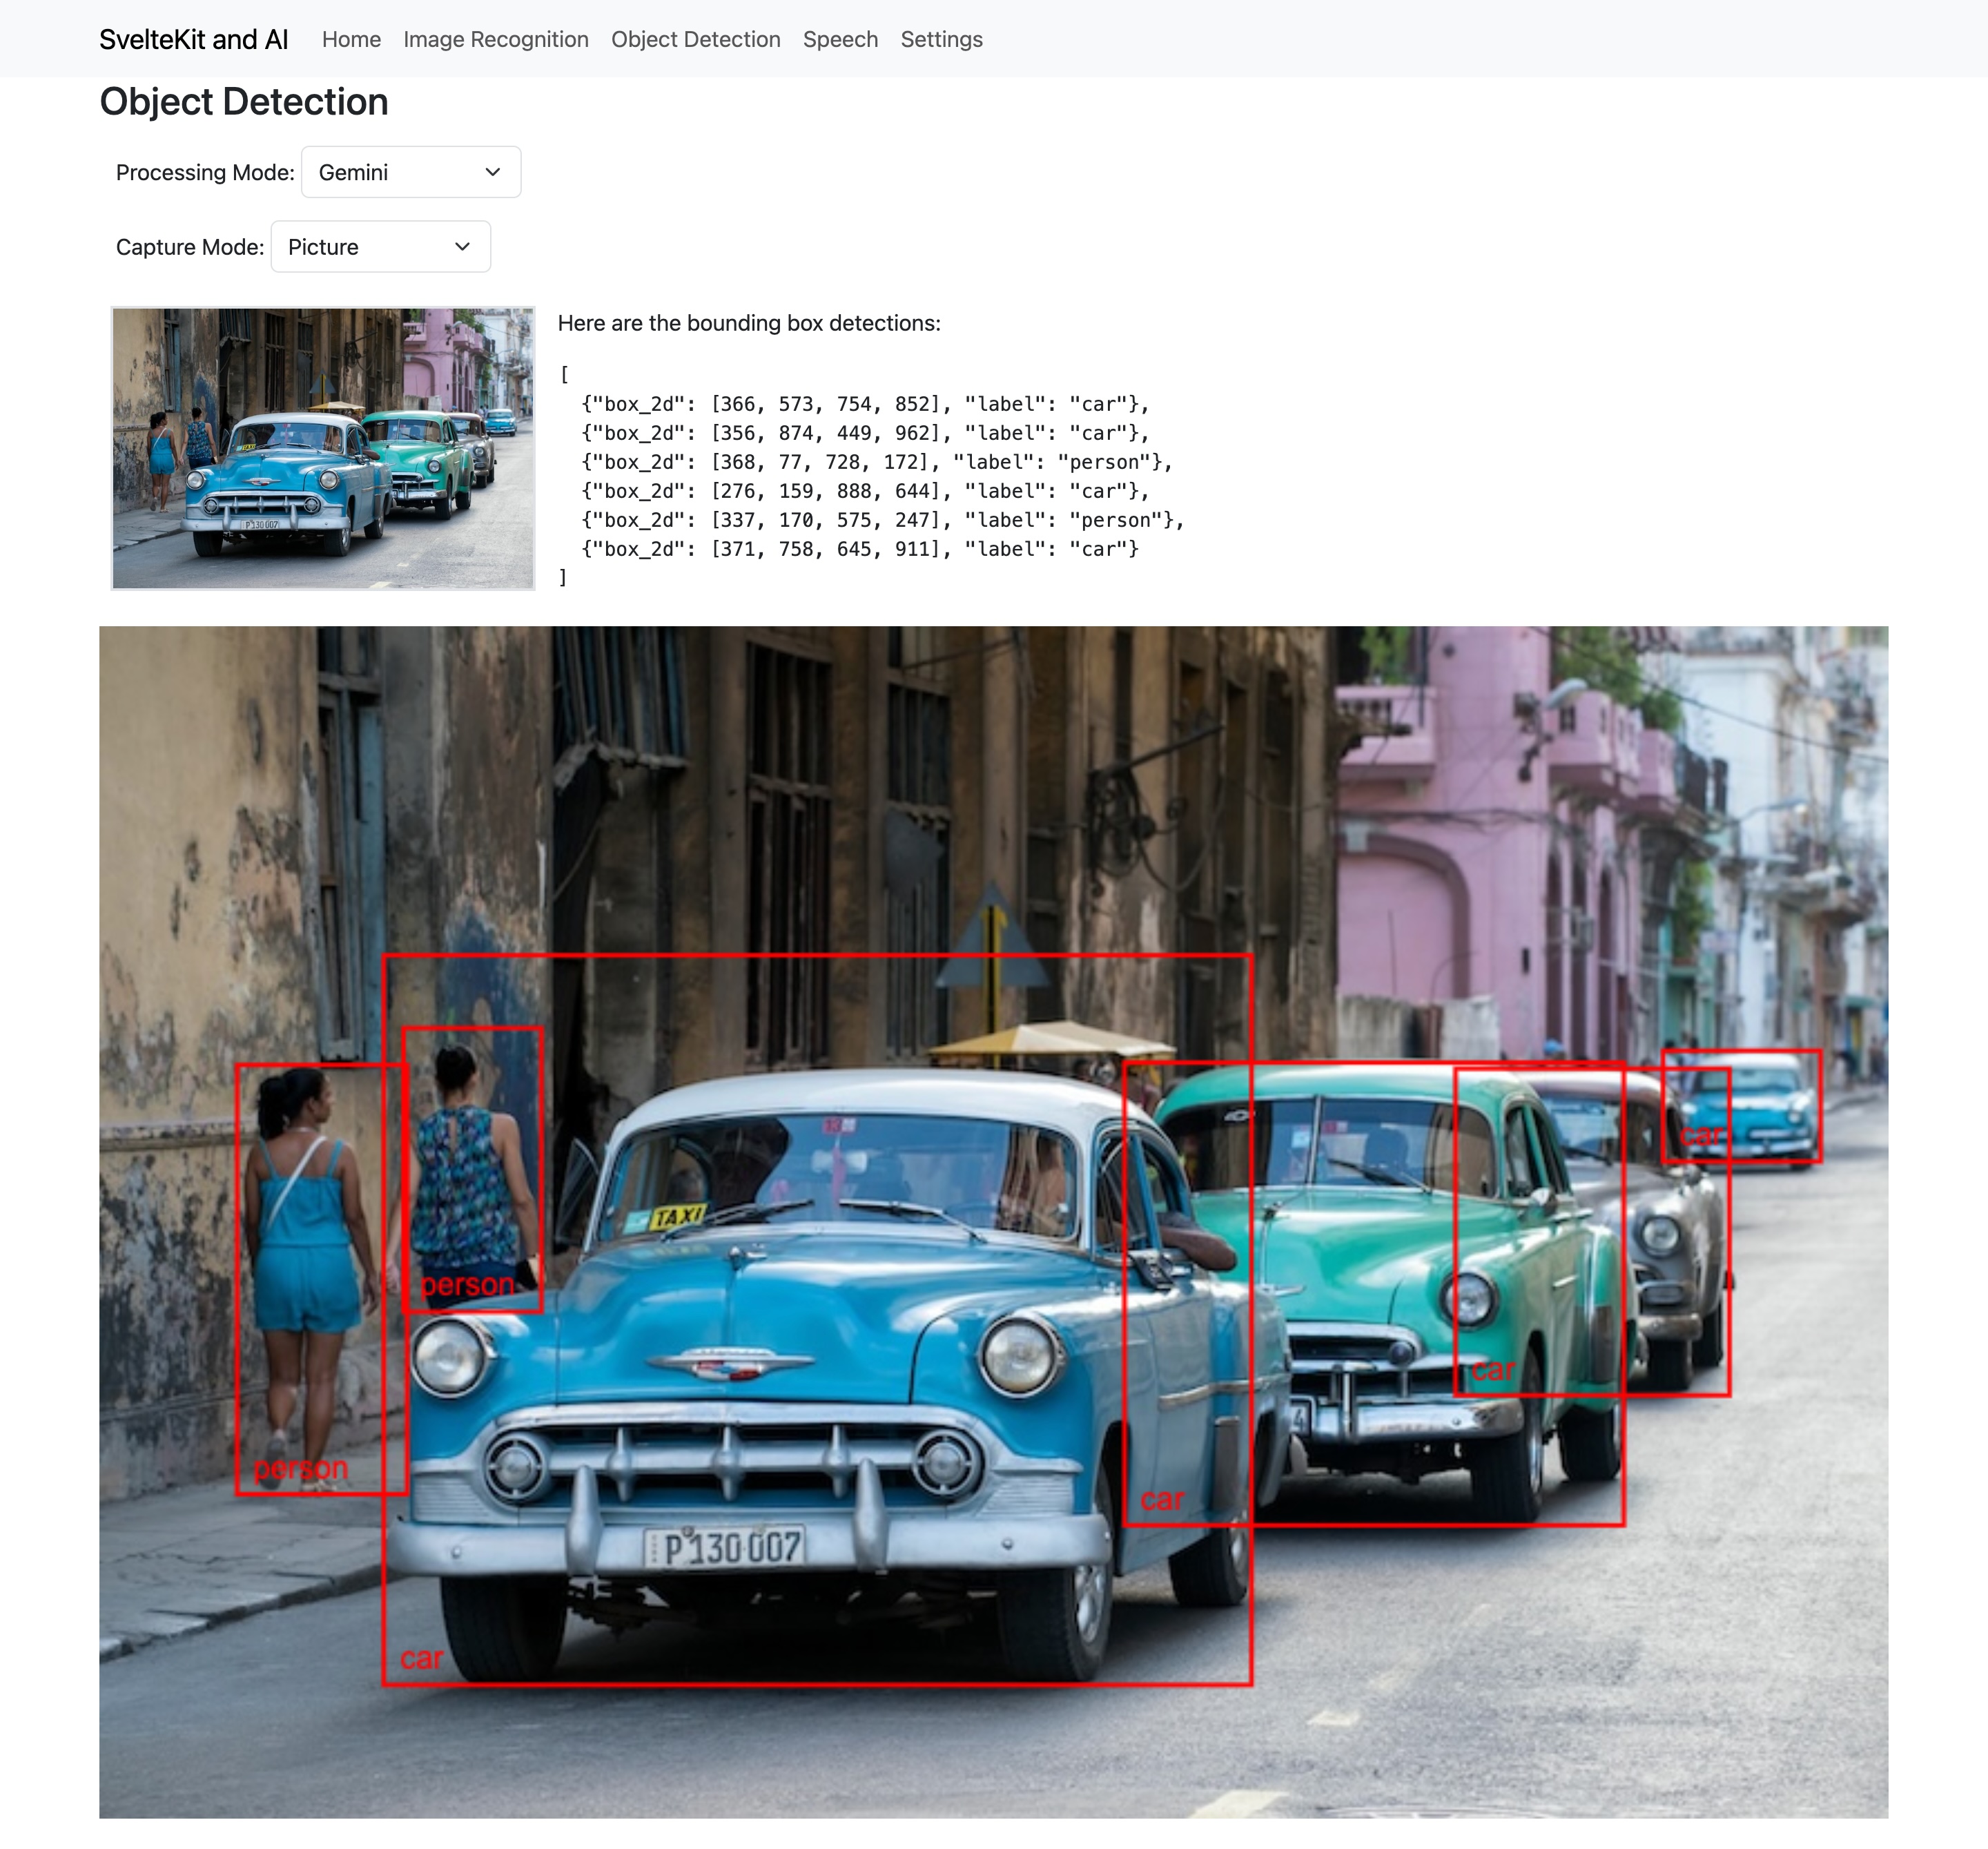 SvelteKit and AI Home Image Recognition Object Detection Speech Settings
Object Detection
Processing Mode: Gemini
Capture Mode: Picture
Here are the bounding box detections:
[
{"box_2d": [366, 573, 754, 852], "label": "car"},
{"box_2d": [356, 874, 449, 962], "label": "car"},
{"box_2d": [368, 77, 728, 172], "label": "person"},
{"box_2d": [276, 159, 888, 644], "label": "car"},
{"box_2d": [337, 170, 575, 247], "label": "person"},
{"box_2d": [371, 758, 645, 911], "label": "car"}
]
P130 007
car
TAXI
person
car
person
car
P130 007
car